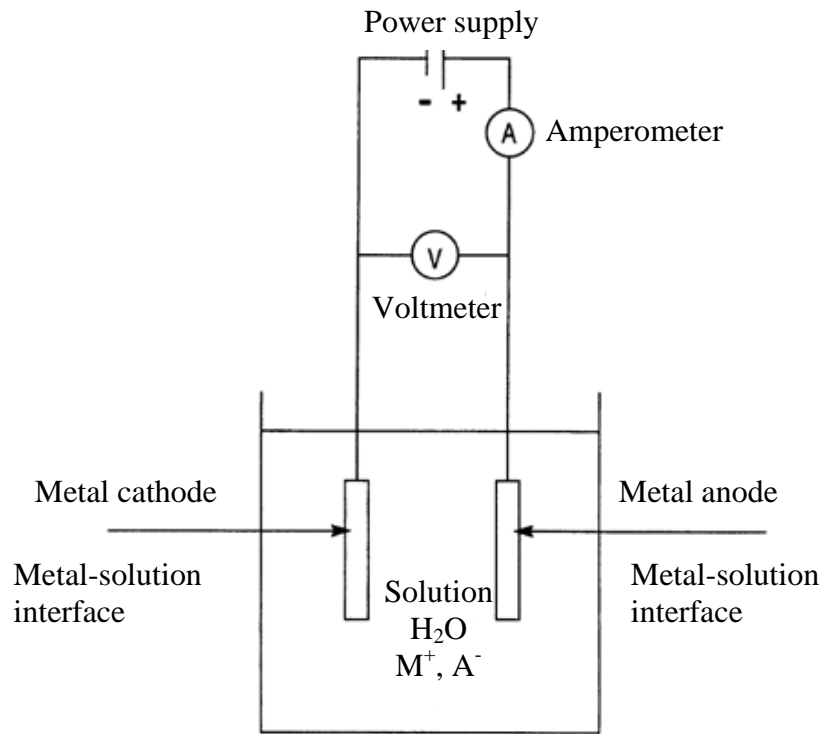 Power supply
- +
A Amperometer
V
Voltmeter
Metal cathode
Metal anode
Metal-solution
interface
Solution
H₂O
M⁺, A⁻
Metal-solution
interface